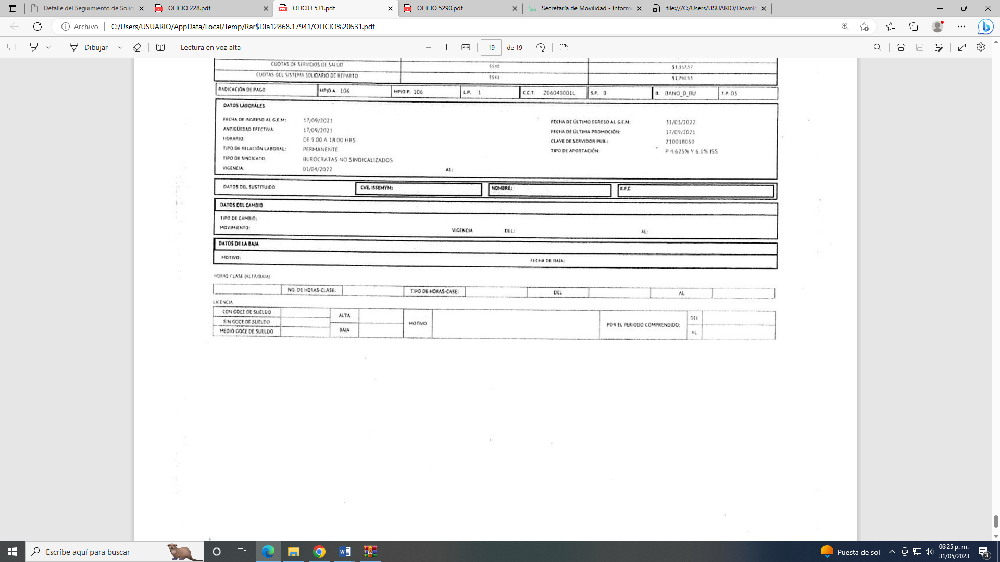 Detalle del Seguimiento de Solici
OFICIO 228.pdf
OFICIO 531.pdf
OFICIO 5290.pdf
Secretaría de Movilidad - Inform
file:///C:/Users/USUARIO/Downl
Archivo
C:/Users/USUARIO/AppData/Local/Temp/Rar$DIa12868.17941/OFICIO%20531.pdf
Dibujar
Lectura en voz alta
19 de 19
CUOTAS DE SERVICIOS DE SALUD 5540 $1,357.57
CUOTAS DEL SISTEMA SOLIDARIO DE REPARTO 5541 $1,790.55
RADICACIÓN DE PAGO MPIO A. 106 MPIO P. 106 L.P. 1 C.C.T. 206040001L S.P. B B. BANO_D_BU T.P. 03
DATOS LABORALES
FECHA DE INGRESO AL G.E.M: 17/09/2021 FECHA DE ÚLTIMO EGRESO AL G.E.M: 31/03/2022
ANTIGÜEDAD EFECTIVA: 17/09/2021 FECHA DE ÚLTIMA PROMOCIÓN: 17/09/2021
HORARIO: DE 9:00 A 18:00 HRS CLAVE DE SERVIDOR PUB.: 210018050
TIPO DE RELACIÓN LABORAL: PERMANENTE TIPO DE APORTACIÓN: P 4.625% Y 6.1% ISS
TIPO DE SINDICATO: BURÓCRATAS NO SINDICALIZADOS
VIGENCIA: 01/04/2022 AL:
DATOS DEL SUSTITUIDO CVE. ISSEMYM: NOMBRE: R.F.C
DATOS DEL CAMBIO
TIPO DE CAMBIO:
MOVIMIENTO: VIGENCIA DEL: AL:
DATOS DE LA BAJA
MOTIVO: FECHA DE BAJA:
HORAS CLASE (ALTA/BAJA)
NO. DE HORAS-CLASE: TIPO DE HORAS-CASE: DEL AL
LICENCIA
CON GOCE DE SUELDO ALTA MOTIVO POR EL PERIODO COMPRENDIDO: DEL
SIN GOCE DE SUELDO
MEDIO GOCE DE SUELDO BAJA AL
Escribe aquí para buscar
Puesta de sol
06:25 p. m.
31/05/2023
3